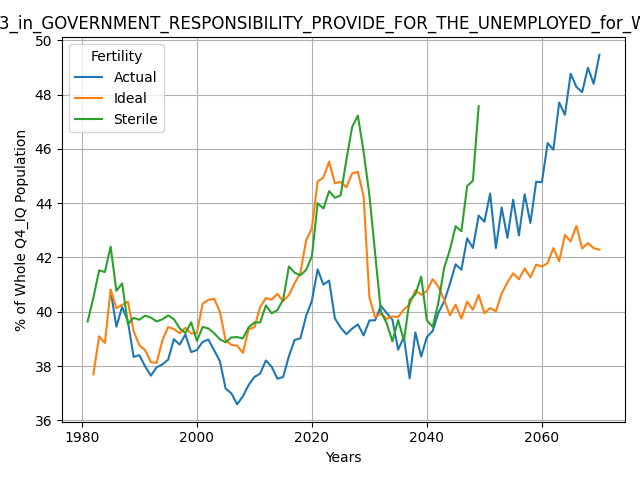 3_in_GOVERNMENT_RESPONSIBILITY_PROVIDE_FOR_THE_UNEMPLOYED_for_W
50
48
46
44
42
40
38
36
% of Whole Q4_IQ Population
Fertility
Actual
Ideal
Sterile
1980
2000
2020
2040
2060
Years